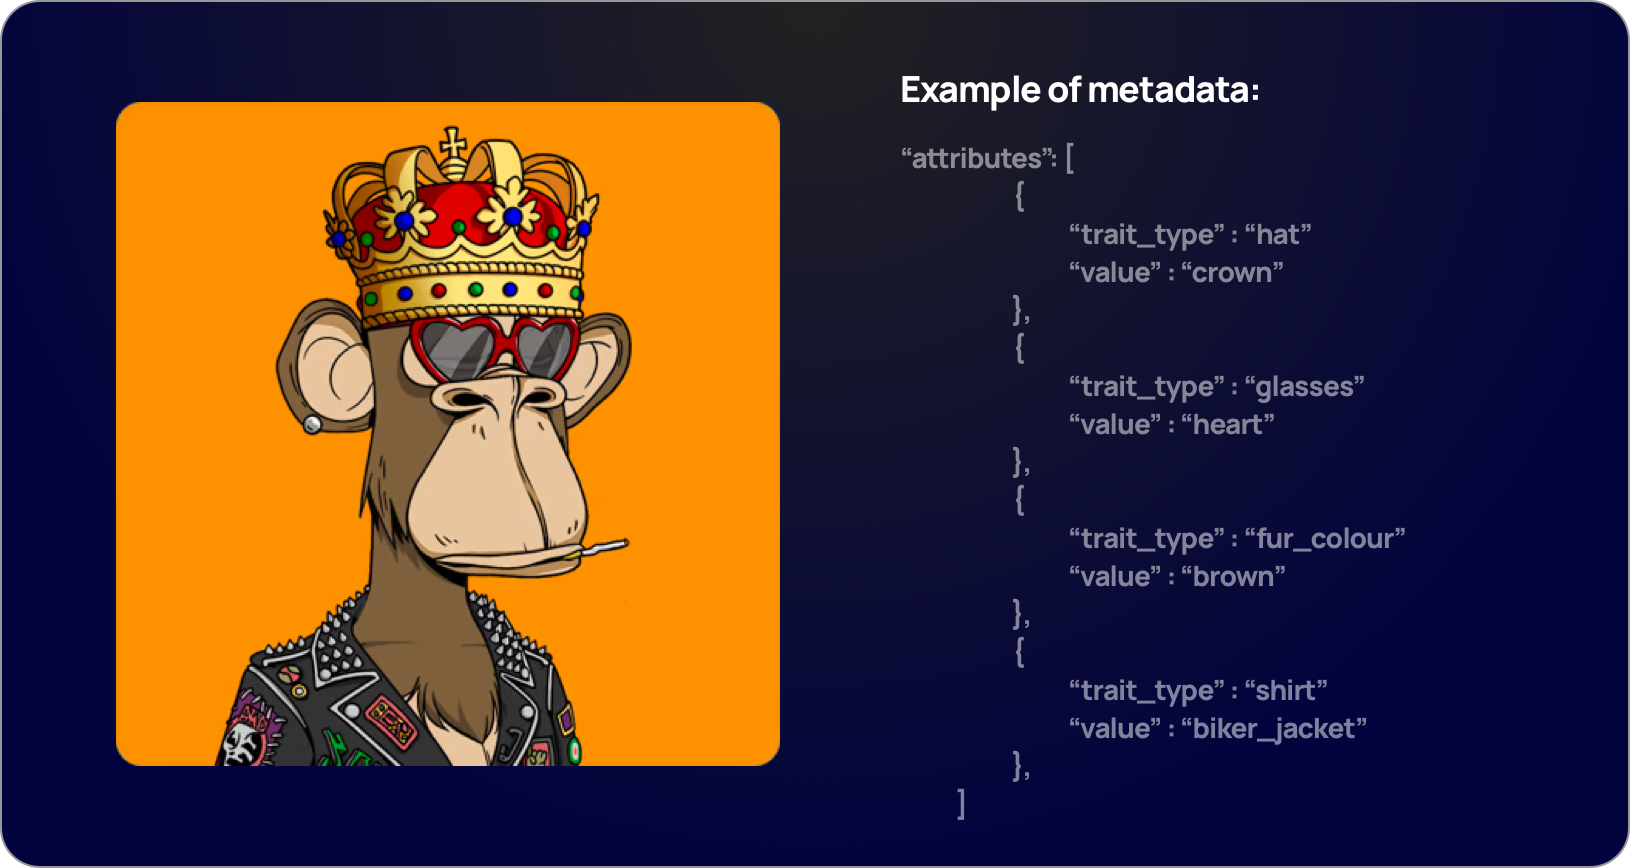 Example of metadata:
“attributes”: [
{
“trait_type” : “hat”
“value” : “crown”
},
{
“trait_type” : “glasses”
“value” : “heart”
},
{
“trait_type” : “fur_colour”
“value” : “brown”
},
{
“trait_type” : “shirt”
“value” : “biker_jacket”
},
]